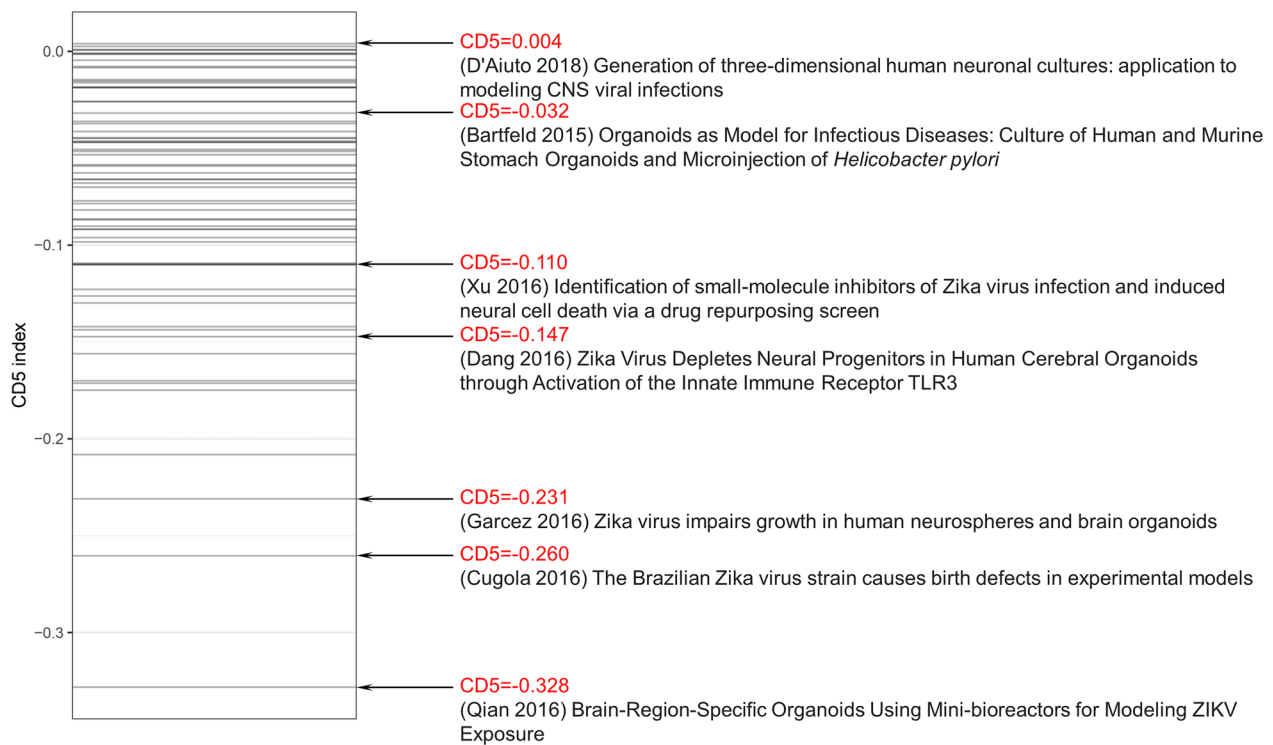 CD5 index
0.0
−0.1
−0.2
−0.3
CD5=0.004
(D'Aiuto 2018) Generation of three-dimensional human neuronal cultures: application to
modeling CNS viral infections
CD5=-0.032
(Bartfeld 2015) Organoids as Model for Infectious Diseases: Culture of Human and Murine
Stomach Organoids and Microinjection of Helicobacter pylori
CD5=-0.110
(Xu 2016) Identification of small-molecule inhibitors of Zika virus infection and induced
neural cell death via a drug repurposing screen
CD5=-0.147
(Dang 2016) Zika Virus Depletes Neural Progenitors in Human Cerebral Organoids
through Activation of the Innate Immune Receptor TLR3
CD5=-0.231
(Garcez 2016) Zika virus impairs growth in human neurospheres and brain organoids
CD5=-0.260
(Cugola 2016) The Brazilian Zika virus strain causes birth defects in experimental models
CD5=-0.328
(Qian 2016) Brain-Region-Specific Organoids Using Mini-bioreactors for Modeling ZIKV
Exposure